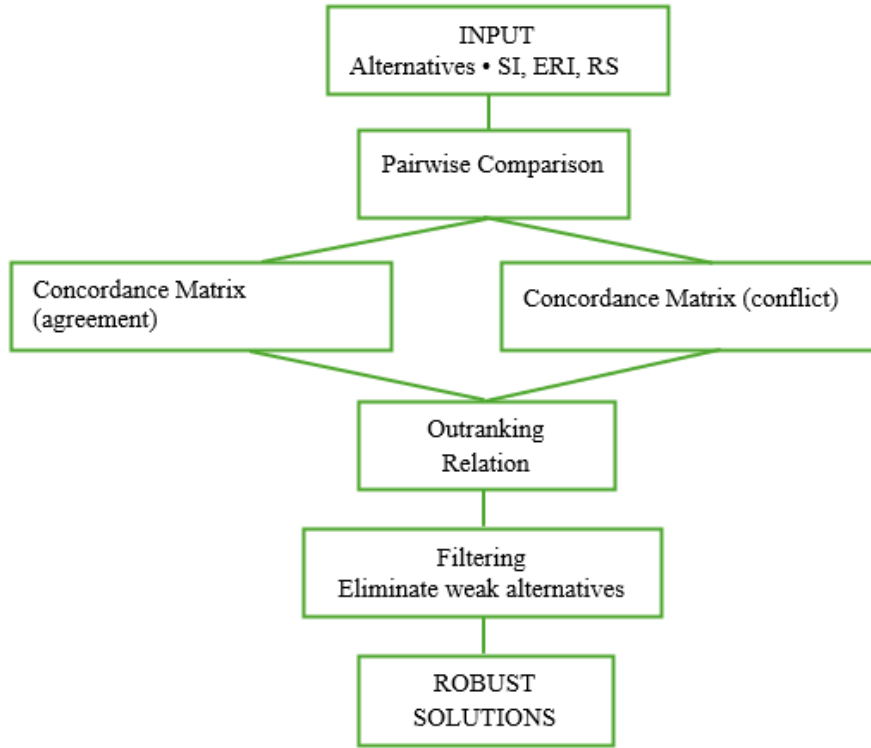 INPUT
Alternatives • SI, ERI, RS
Pairwise Comparison
Concordance Matrix
(agreement)
Concordance Matrix (conflict)
Outranking
Relation
Filtering
Eliminate weak alternatives
ROBUST
SOLUTIONS